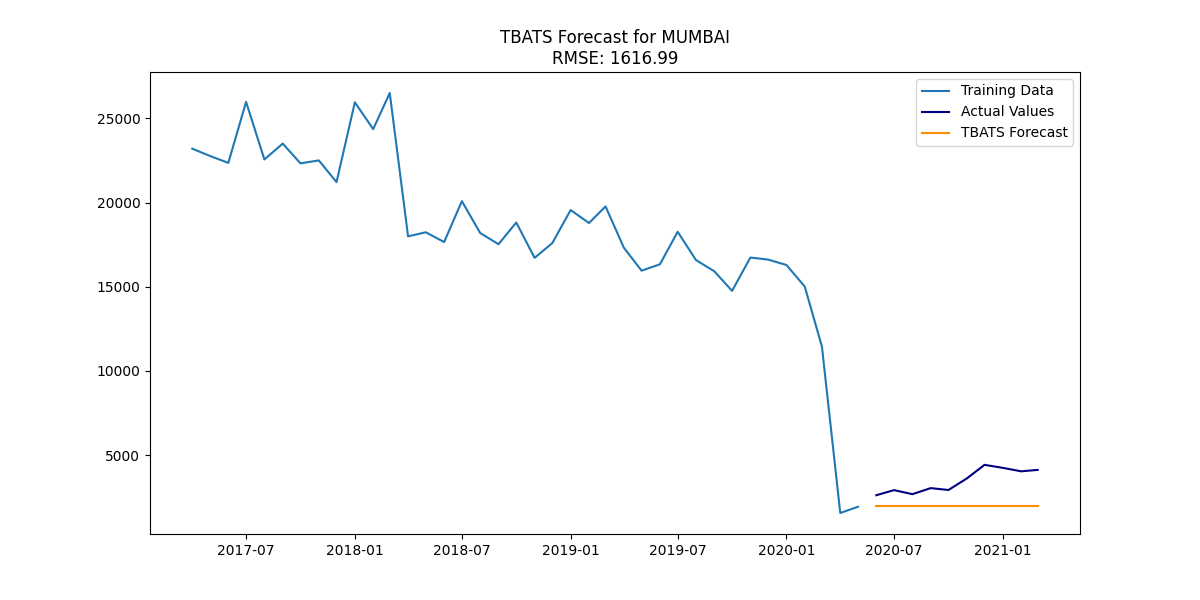 TBATS Forecast for MUMBAI
RMSE: 1616.99
Training Data
Actual Values
TBATS Forecast
25000
20000
15000
10000
5000
2017-07 2018-01 2018-07 2019-01 2019-07 2020-01 2020-07 2021-01